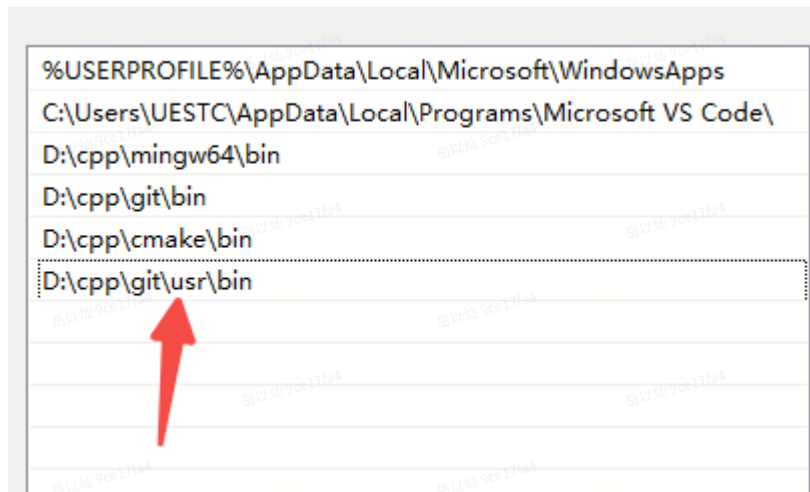 %USERPROFILE%\AppData\Local\Microsoft\WindowsApps
C:\Users\UESTC\AppData\Local\Programs\Microsoft VS Code\
D:\cpp\mingw64\bin
D:\cpp\git\bin
D:\cpp\cmake\bin
D:\cpp\git\usr\bin